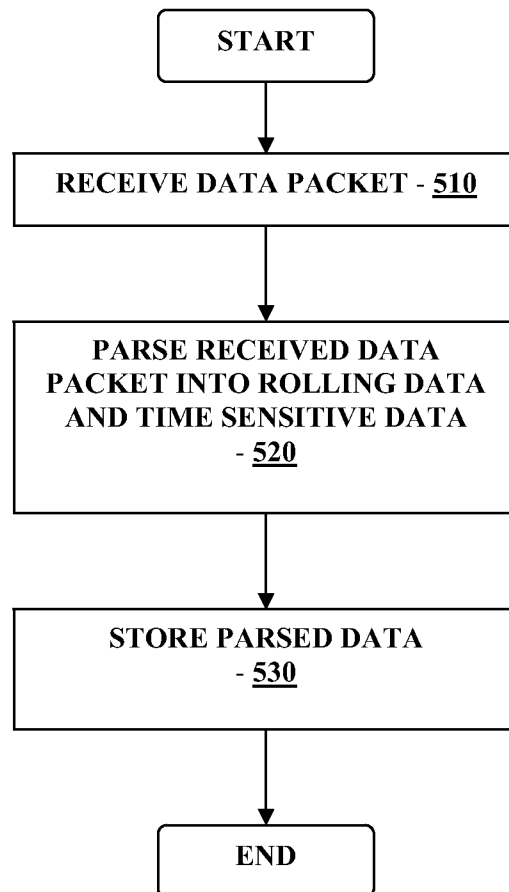 START
RECEIVE DATA PACKET - 510
PARSE RECEIVED DATA
PACKET INTO ROLLING DATA
AND TIME SENSITIVE DATA
- 520
STORE PARSED DATA
- 530
END